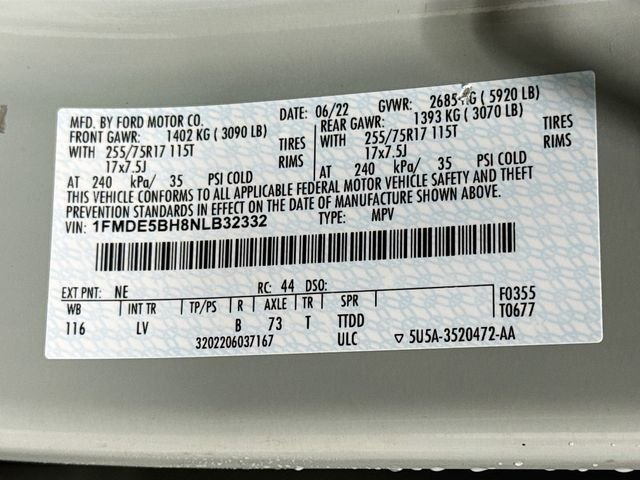 MFD. BY FORD MOTOR CO. DATE: 06/22 GVWR: 2685 KG ( 5920 LB)
FRONT GAWR: 1402 KG ( 3090 LB) REAR GAWR: 1393 KG ( 3070 LB)
WITH 255/75R17 115T TIRES WITH 255/75R17 115T TIRES
17x7.5J RIMS 17x7.5J RIMS
AT 240 kPa/ 35 PSI COLD AT 240 kPa/ 35 PSI COLD
THIS VEHICLE CONFORMS TO ALL APPLICABLE FEDERAL MOTOR VEHICLE SAFETY AND THEFT
PREVENTION STANDARDS IN EFFECT ON THE DATE OF MANUFACTURE SHOWN ABOVE.
VIN: 1FMDE5BH8NLB32332 TYPE: MPV
EXT PNT: NE RC: 44 DSO: F0355
WB INT TR TP/PS R AXLE TR SPR T0677
116 LV B 73 T TTDD
3202206037167 ULC ▽ 5U5A-3520472-AA